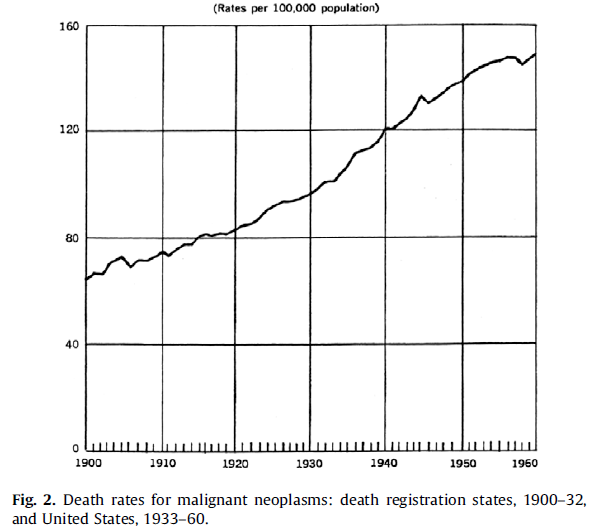 (Rates per 100,000 population)
160
120
80
40
0
1900 1910 1920 1930 1940 1950 1960
Fig. 2. Death rates for malignant neoplasms: death registration states, 1900–32,
and United States, 1933–60.